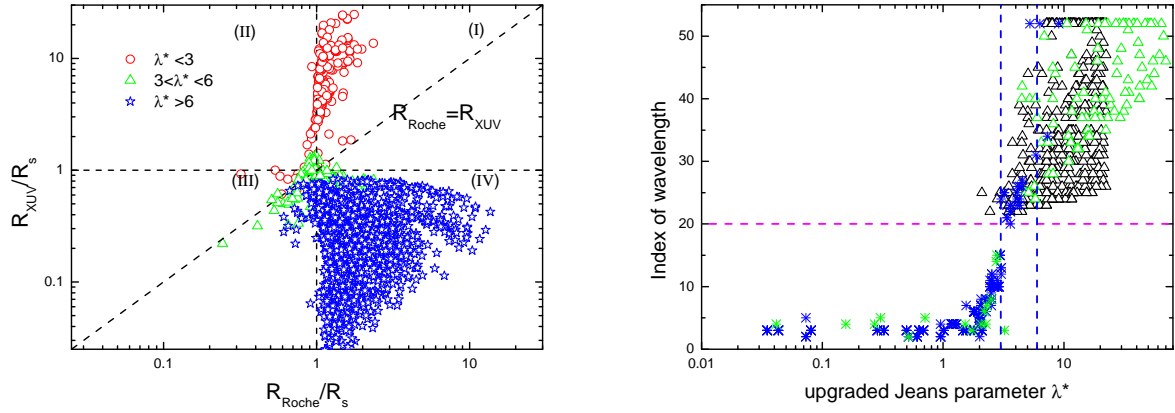 (II)
(I)
λ* <3
3<λ* <6
λ* >6
R_Roche=R_XUV
(III)
(IV)
10
1
0.1
0.1
1
10
R_XUV/R_s
R_Roche/R_s
50
40
30
20
10
0
0.01
0.1
1
10
Index of wavelength
upgraded Jeans parameter λ*